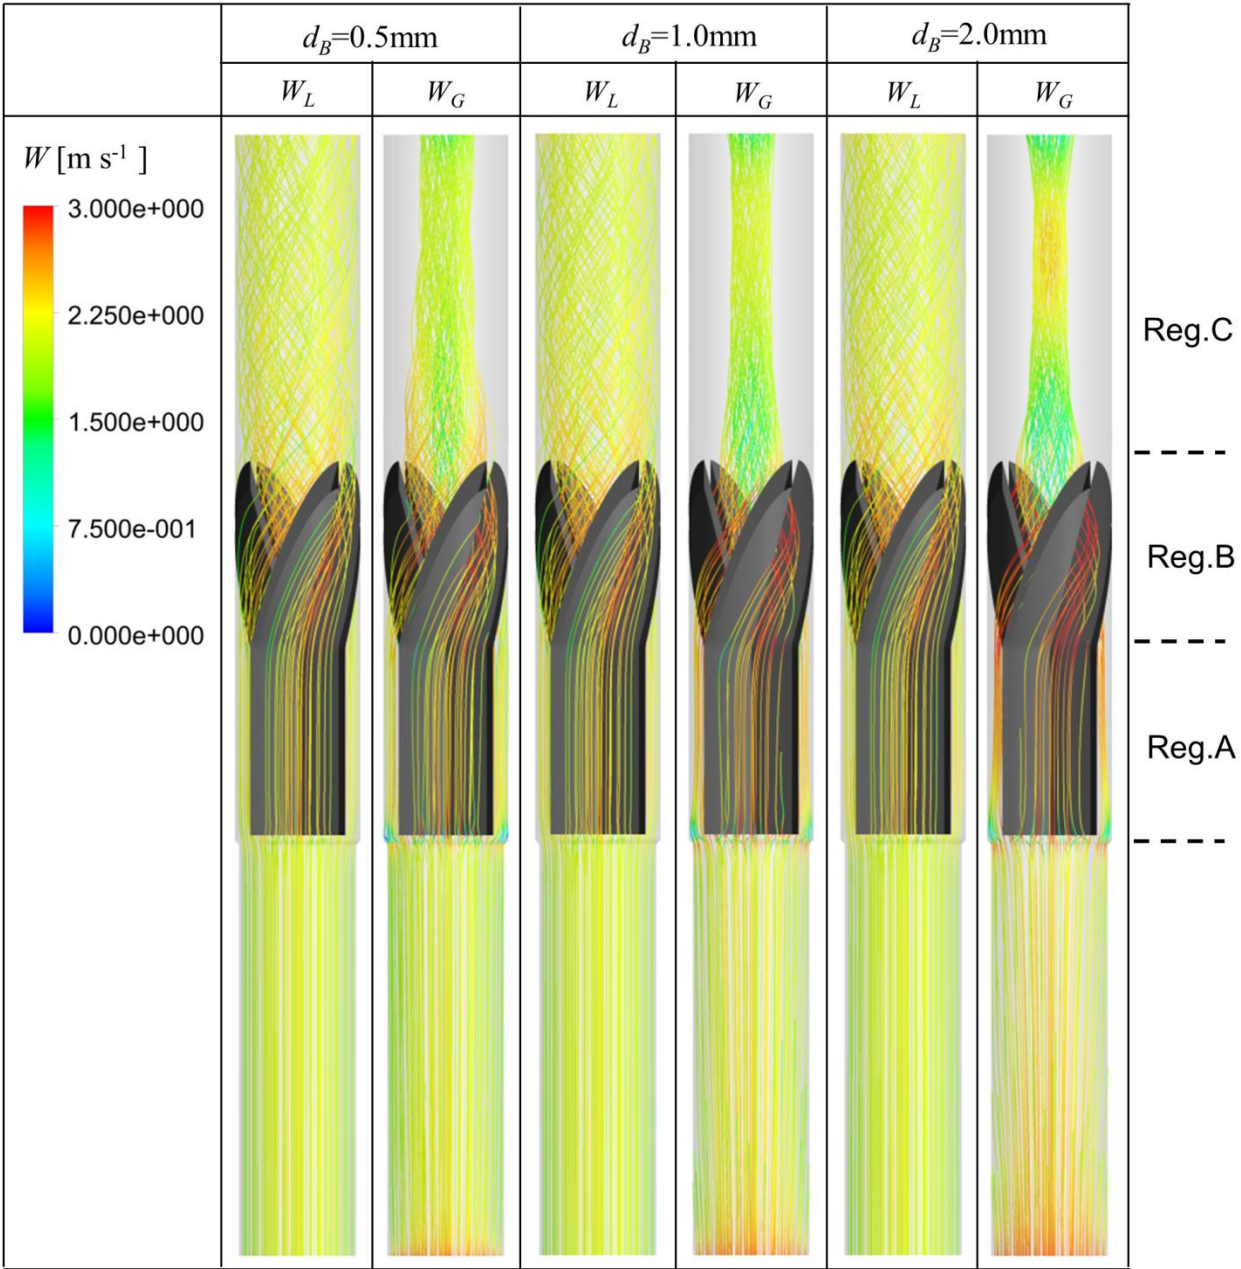 d_B=0.5mm d_B=1.0mm d_B=2.0mm
W_L W_G W_L W_G W_L W_G
W [m s⁻¹ ]
3.000e+000
2.250e+000
1.500e+000
7.500e-001
0.000e+000
Reg.C
Reg.B
Reg.A